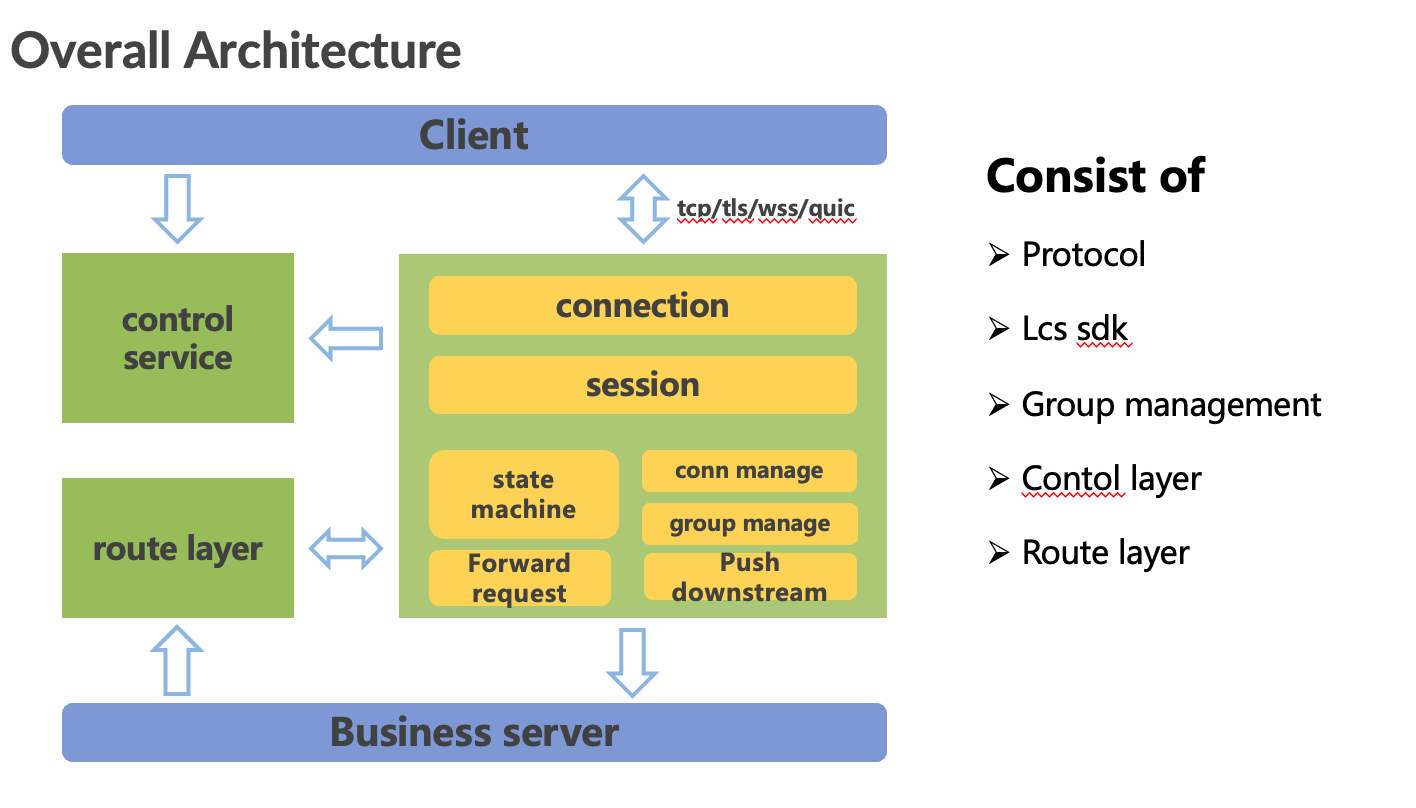 Overall Architecture
Client
tcp/tls/wss/quic
control
service
connection
session
state
machine
conn manage
group manage
route layer
Forward
request
Push
downstream
Business server
Consist of
➢ Protocol
➢ Lcs sdk
➢ Group management
➢ Contol layer
➢ Route layer